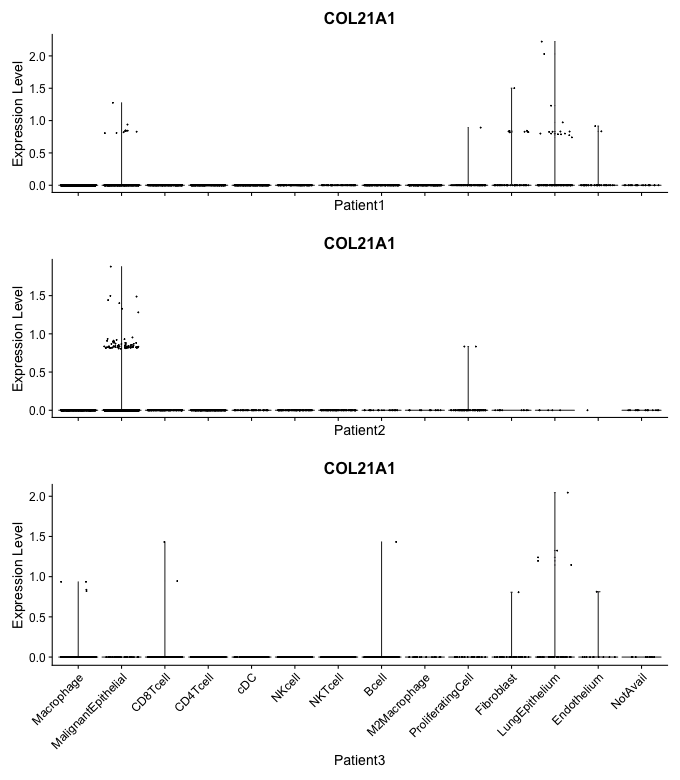 COL21A1
Expression Level
2.0
1.5
1.0
0.5
0.0
Patient1
COL21A1
Expression Level
1.5
1.0
0.5
0.0
Patient2
COL21A1
Expression Level
2.0
1.5
1.0
0.5
0.0
Macrophage
MalignantEpithelial
CD8Tcell
CD4Tcell
cDC
NKcell
NKTcell
Bcell
M2Macrophage
ProliferatingCell
Fibroblast
LungEpithelium
Endothelium
NotAvail
Patient3